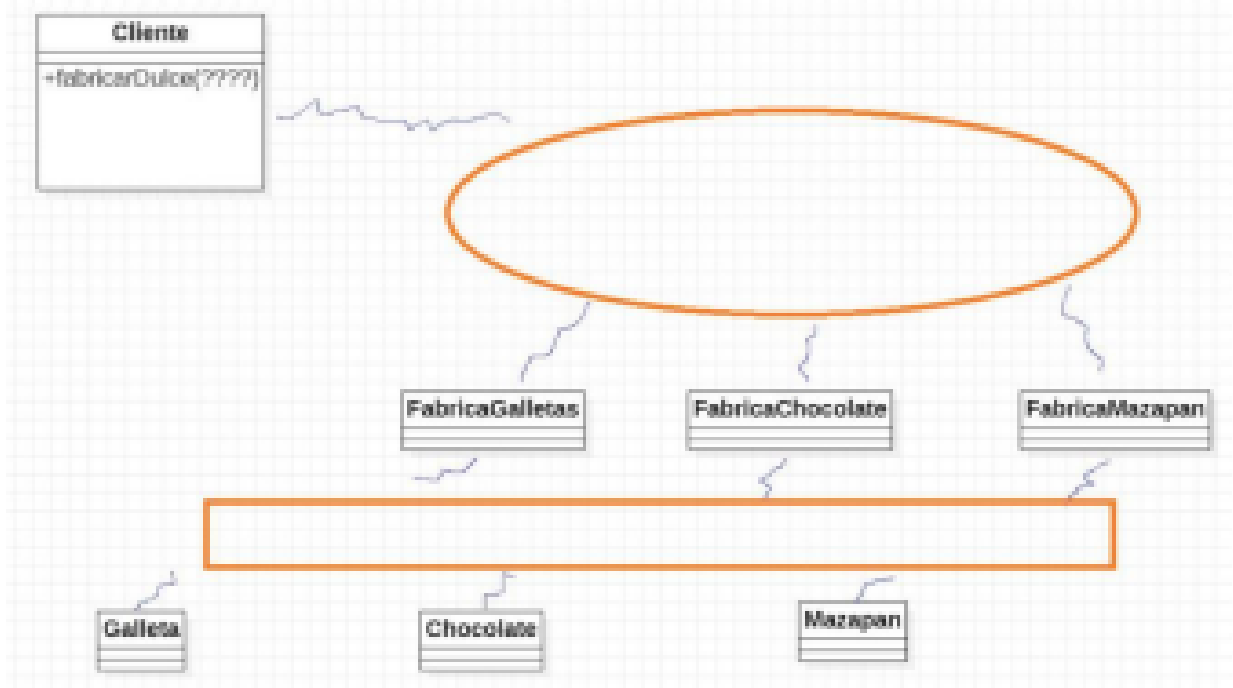 Cliente
+fabricarDulce(????)
FabricaGalletas
FabricaChocolate
FabricaMazapan
Galleta
Chocolate
Mazapan